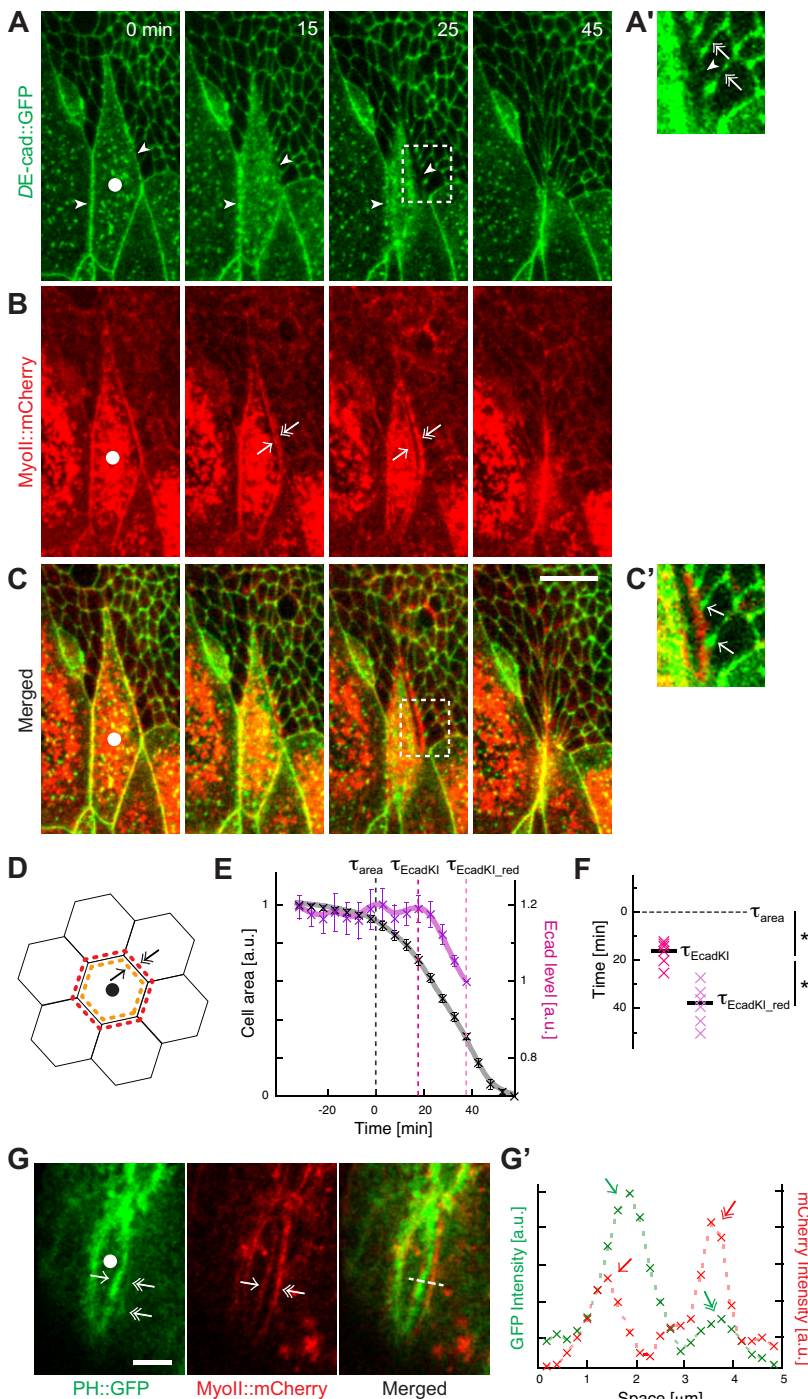 A
0 min
15
25
45
A'
DE-cad::GFP
B
MyoII::mCherry
C
Merged
C'
D
E
τarea
τEcadKI
τEcadKI_red
1
0
Cell area [a.u.]
1.2
1
0.8
Ecad level [a.u.]
-20
0
20
40
Time [min]
F
0
20
40
Time [min]
τarea
τEcadKI
τEcadKI_red
*
*
G
PH::GFP
MyoII::mCherry
Merged
G'
GFP Intensity [a.u.]
mCherry Intensity [a.u.]
0
1
2
3
4
5
Space [μm]